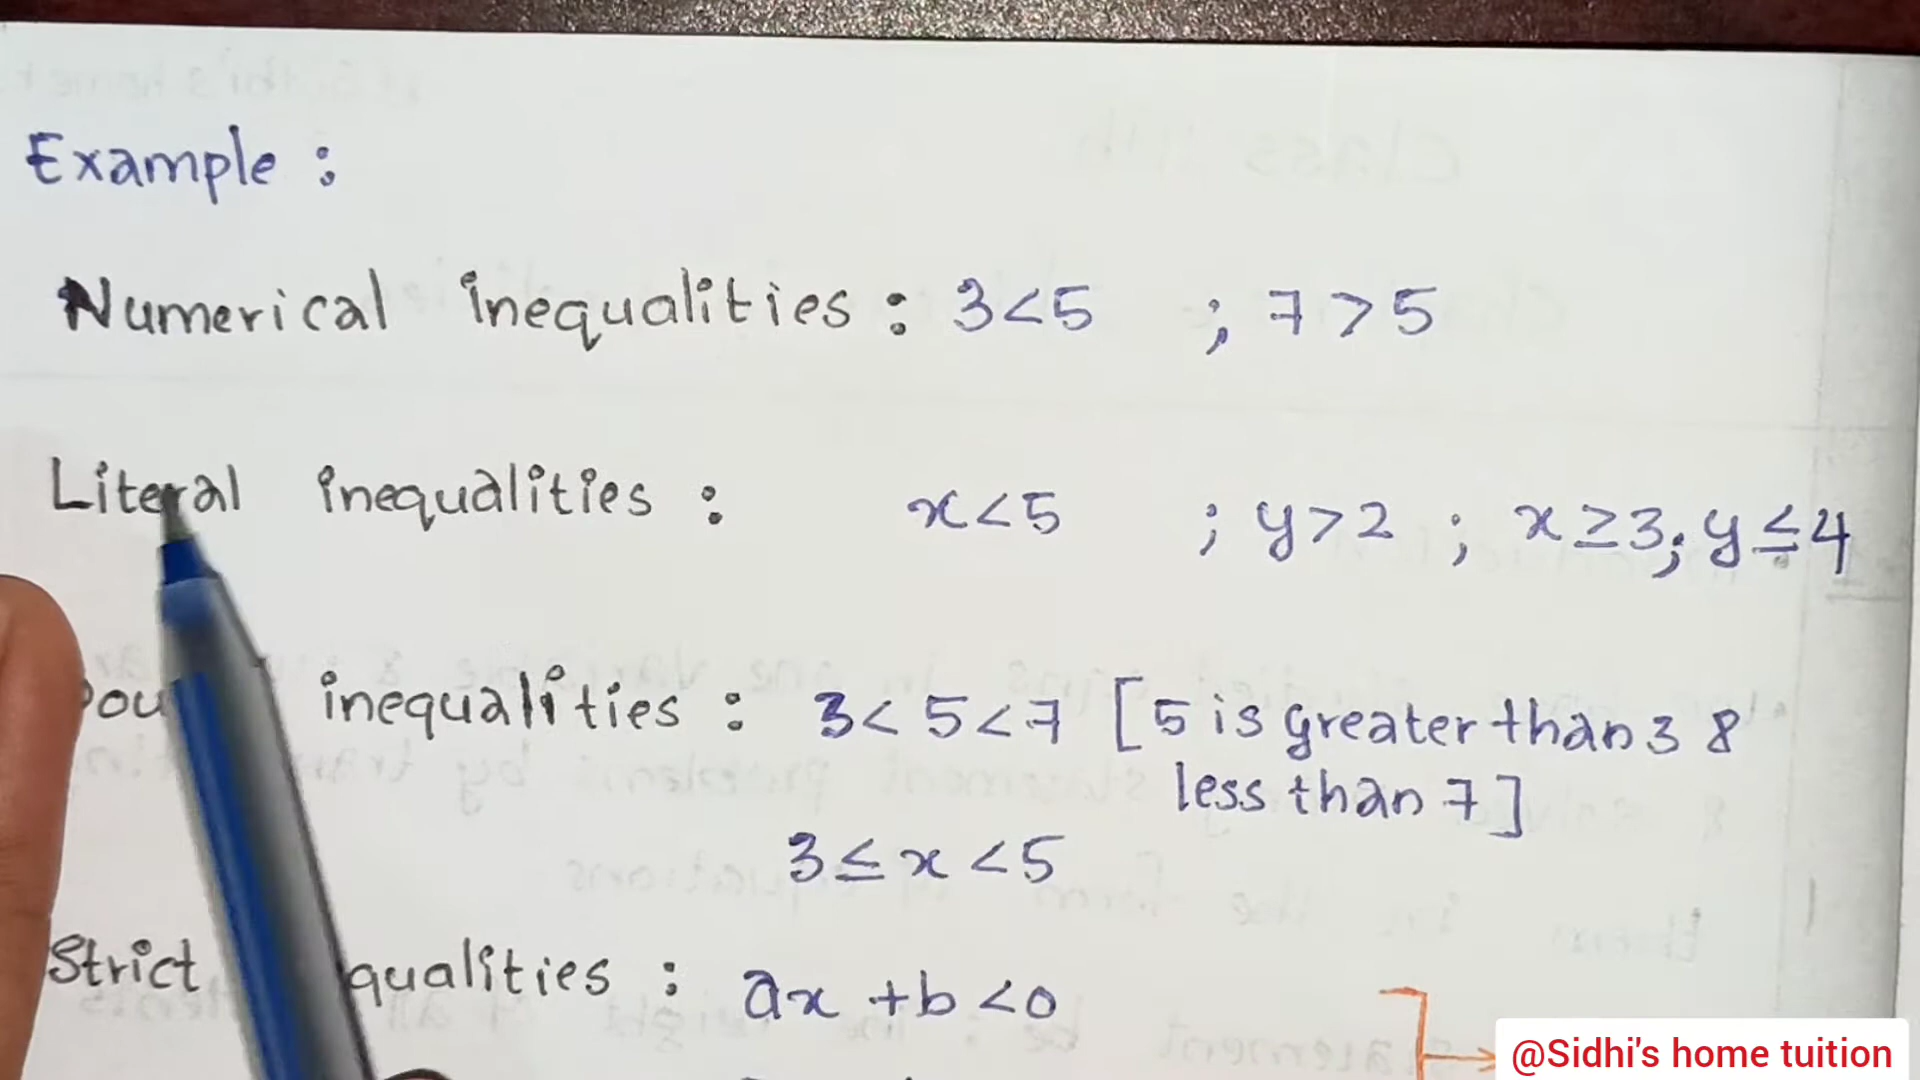 Example :
Numerical inequalities : 3<5 ; 7>5
Literal inequalities : x<5 ; y>2 ; x≥3; y≤4
inequalities : 3<5<7 [5 is greater than 3 &
less than 7]
3≤x<5
Strict : ax+b<0
@Sidhi's home tuition